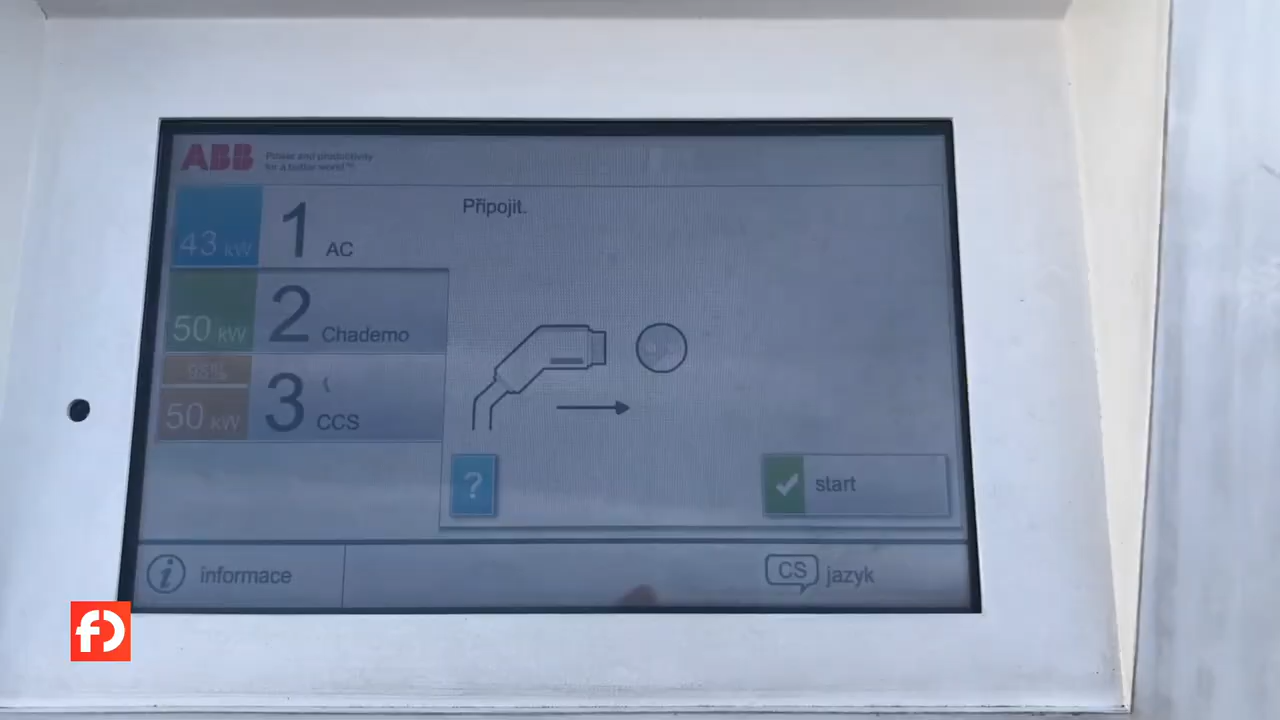 ABB
Power and productivity
for a better world™
43 kW
1
AC
50 kW
2
Chademo
98%
50 kW
3
CCS
Připojit.
?
start
i
informace
CS
jazyk